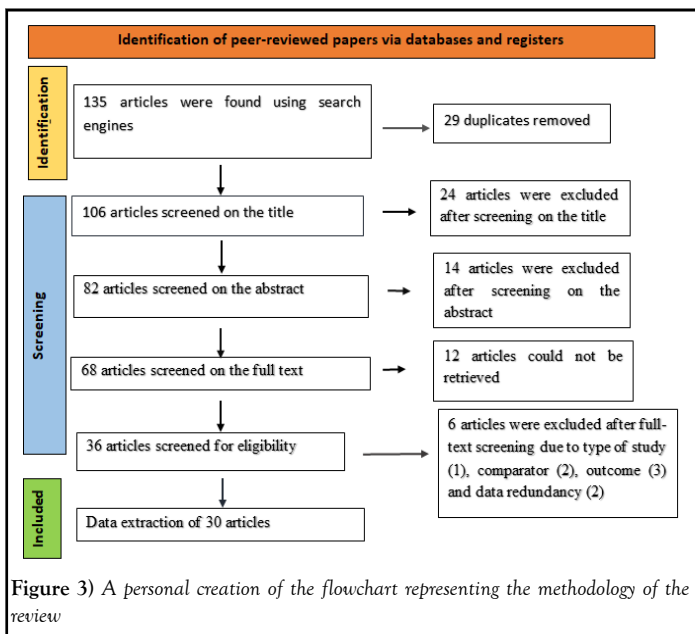 Identification of peer-reviewed papers via databases and registers
Identification
135 articles were found using search
engines
29 duplicates removed
Screening
106 articles screened on the title
24 articles were excluded
after screening on the title
82 articles screened on the abstract
14 articles were excluded
after screening on the
abstract
68 articles screened on the full text
12 articles could not be
retrieved
36 articles screened for eligibility
6 articles were excluded after full-
text screening due to type of study
(1), comparator (2), outcome (3)
and data redundancy (2)
Included
Data extraction of 30 articles
Figure 3) A personal creation of the flowchart representing the methodology of the
review